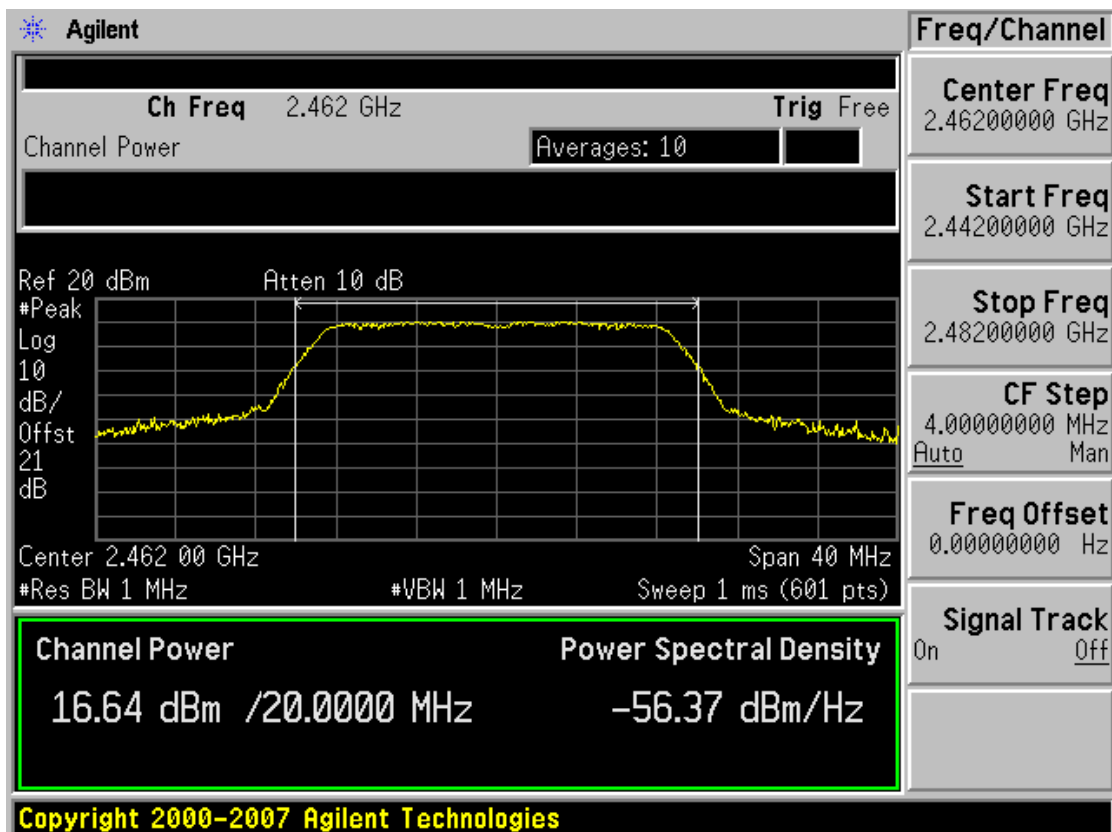 Agilent
Ch Freq 2.462 GHz Trig Free
Channel Power Averages: 10
Ref 20 dBm Atten 10 dB
#Peak
Log
10
dB/
Offst
21
dB
Center 2.462 00 GHz Span 40 MHz
#Res BW 1 MHz #VBW 1 MHz Sweep 1 ms (601 pts)
Channel Power Power Spectral Density
16.64 dBm /20.0000 MHz -56.37 dBm/Hz
Copyright 2000-2007 Agilent Technologies
Freq/Channel
Center Freq
2.46200000 GHz
Start Freq
2.44200000 GHz
Stop Freq
2.48200000 GHz
CF Step
4.00000000 MHz
Auto Man
Freq Offset
0.00000000 Hz
Signal Track
On Off